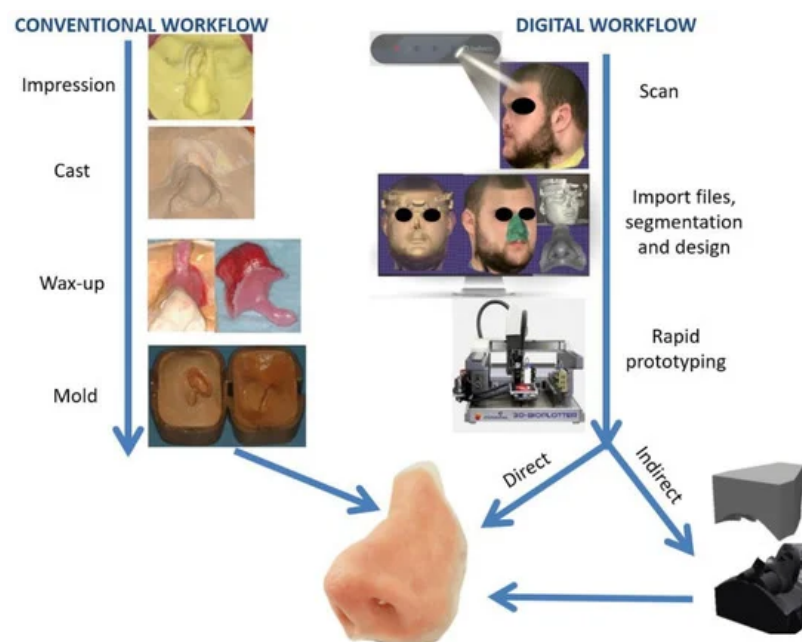 CONVENTIONAL WORKFLOW
Impression
Cast
Wax-up
Mold
DIGITAL WORKFLOW
Scan
Import files,
segmentation
and design
Rapid
prototyping
3D-BIOPLOTTER
Direct
Indirect